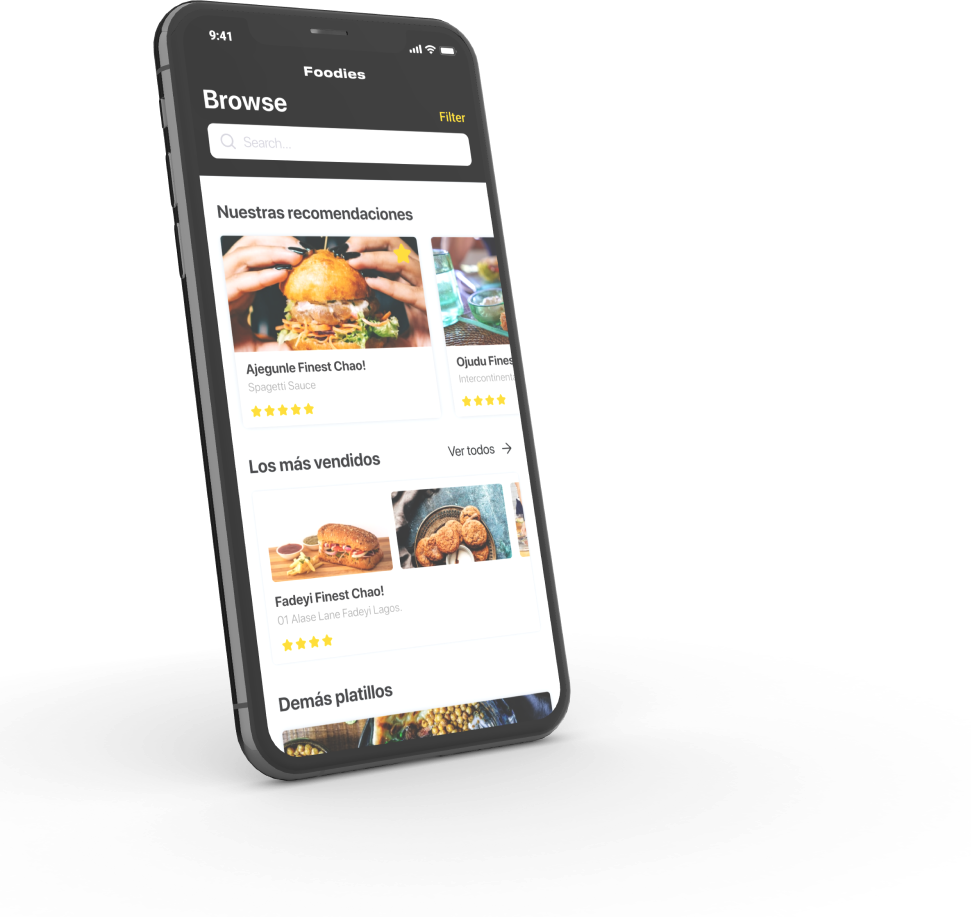 9:41
Foodies
Browse
Filter
Search...
Nuestras recomendaciones
Ajegunle Finest Chao!
Spagetti Sauce
Ojudu Fines
Intercontinent
Los más vendidos
Ver todos →
Fadeyi Finest Chao!
01 Alase Lane Fadeyi Lagos.
Demás platillos